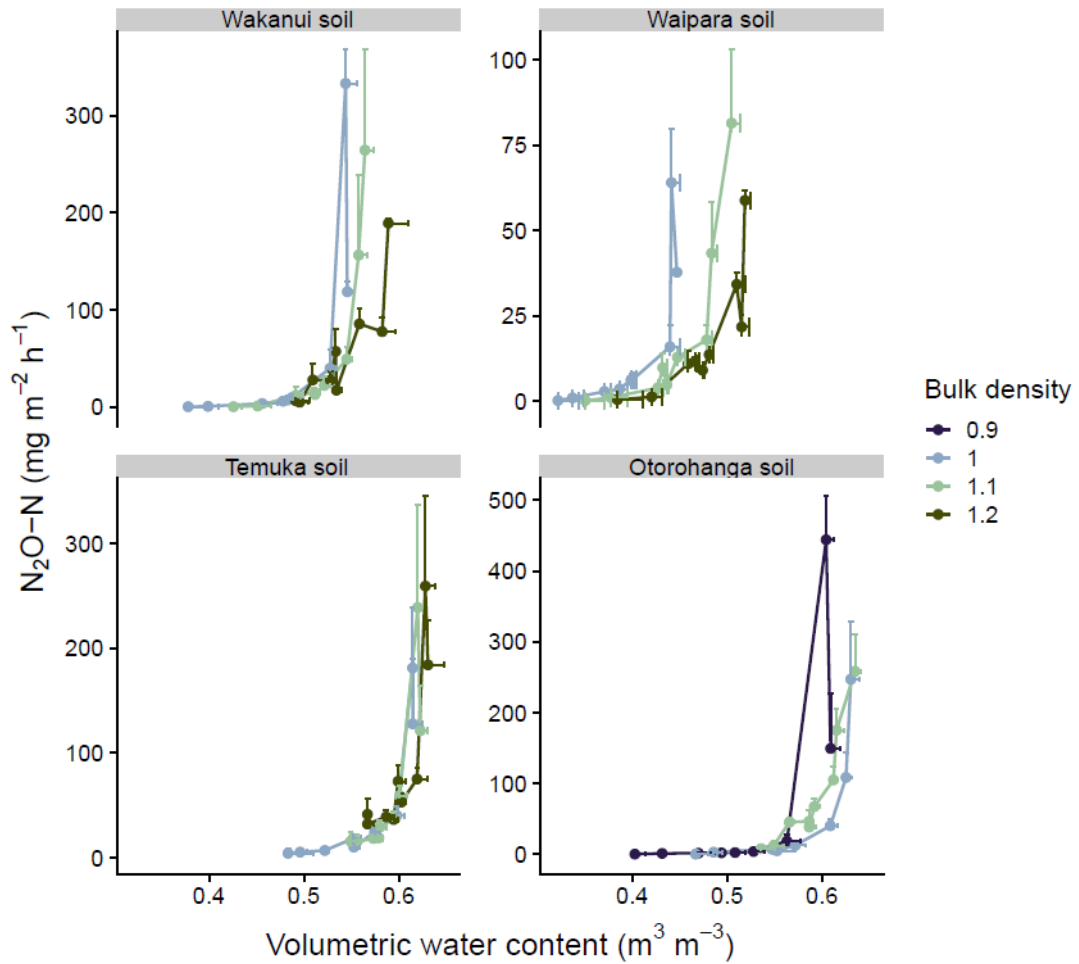 Wakanui soil
Waipara soil
300
200
100
0
100
75
50
25
0
Temuka soil
Otorohanga soil
300
200
100
0
500
400
300
200
100
0
0.4 0.5 0.6
0.4 0.5 0.6
N₂O−N (mg m⁻² h⁻¹)
Volumetric water content (m³ m⁻³)
Bulk density
0.9
1
1.1
1.2